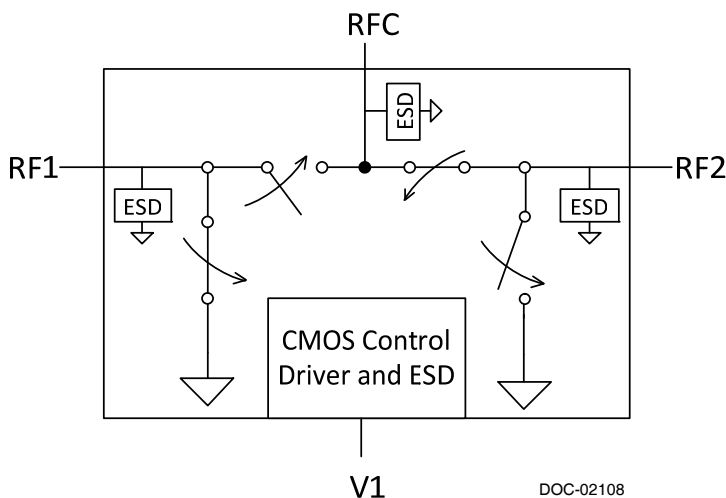 RFC
ESD
RF1
RF2
ESD
ESD
CMOS Control
Driver and ESD
V1
DOC-02108